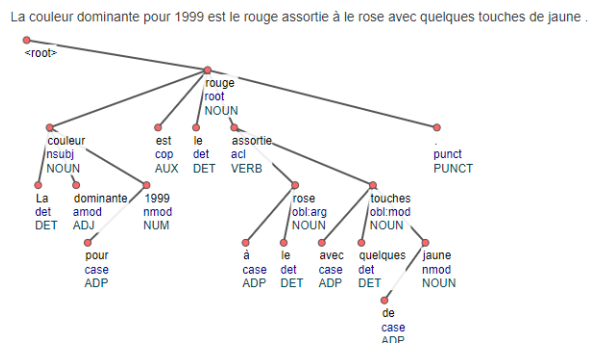 La couleur dominante pour 1999 est le rouge assortie à le rose avec quelques touches de jaune .
<root>
rouge
root
NOUN
couleur est le assortie .
nsubj cop det acl punct
NOUN AUX DET VERB PUNCT
La dominante 1999 rose touches
det amod nmod obl:arg obl:mod
DET ADJ NUM NOUN NOUN
pour à le avec quelques jaune
case case det case det nmod
ADP ADP DET ADP DET NOUN
de
case
ADP